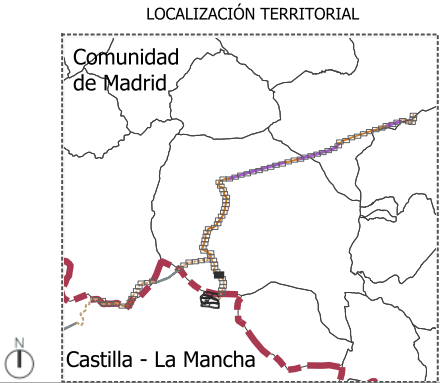 LOCALIZACIÓN TERRITORIAL
Comunidad
de Madrid
N
Castilla - La Mancha